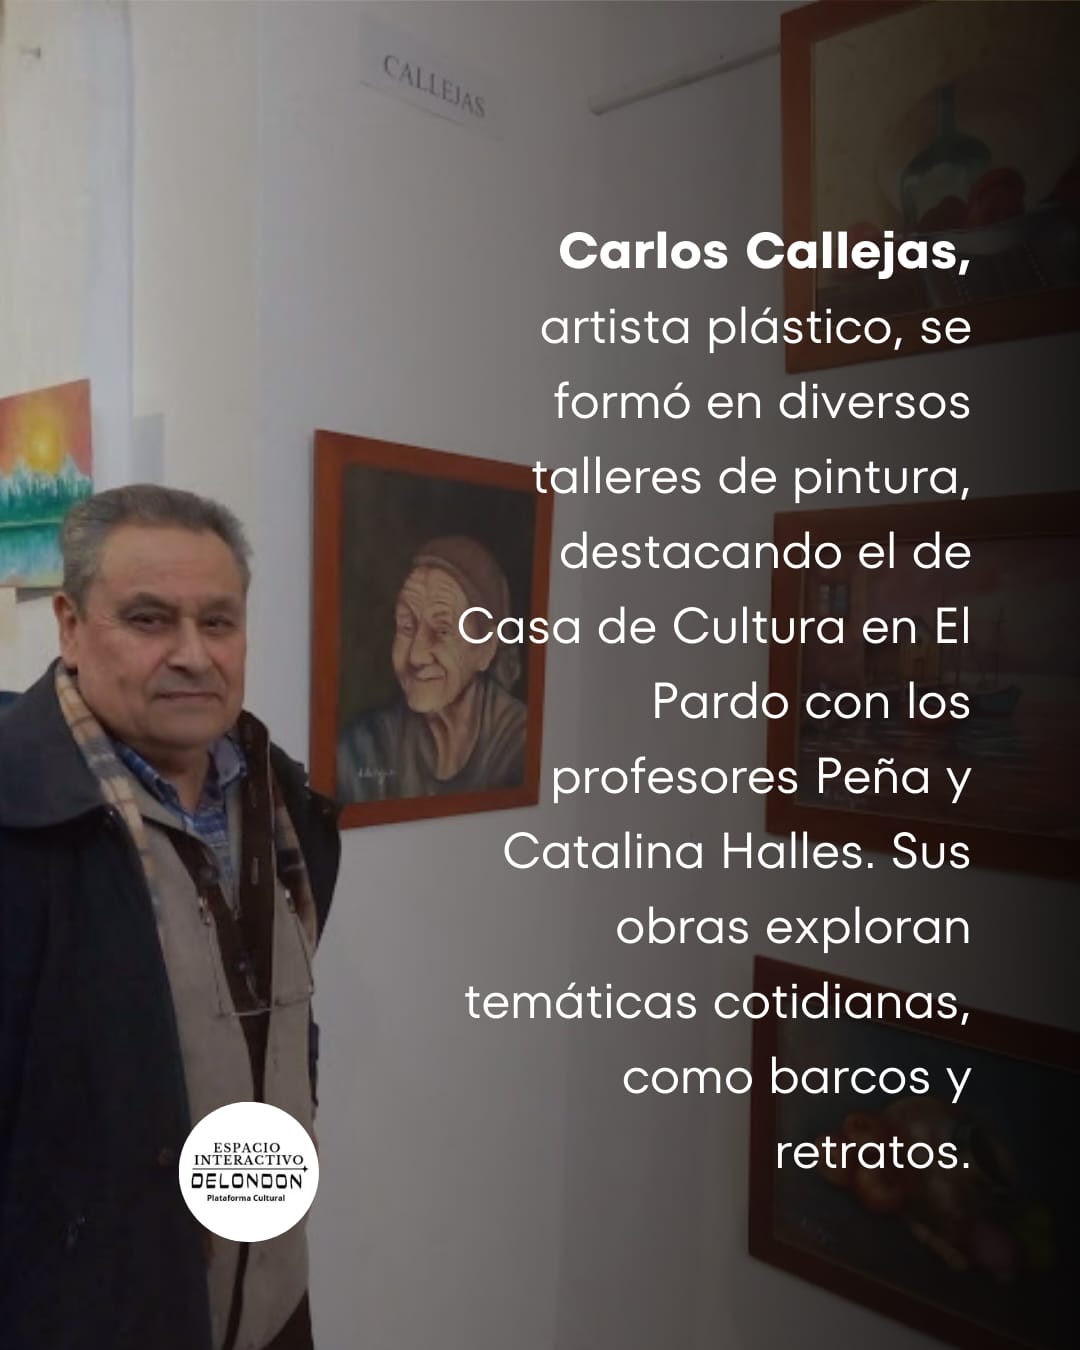 CALLEJAS
Carlos Callejas,
artista plástico, se
formó en diversos
talleres de pintura,
destacando el de
Casa de Cultura en El
Pardo con los
profesores Peña y
Catalina Halles. Sus
obras exploran
temáticas cotidianas,
como barcos y
retratos.
ESPACIO
INTERACTIVO
DELONDON
Plataforma Cultural